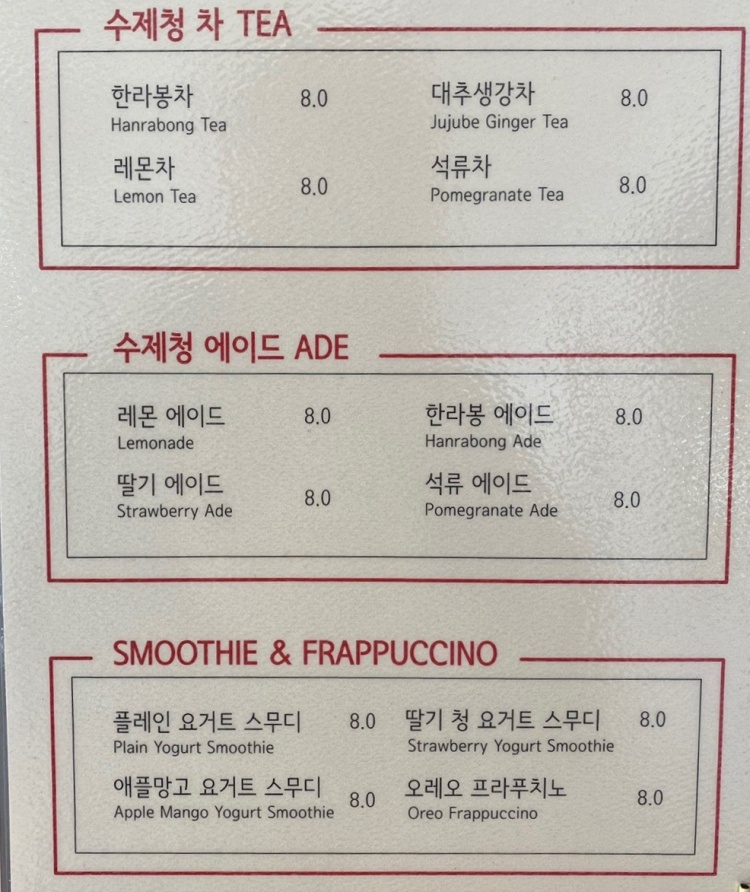 수제청 차 TEA
한라봉차 8.0
Hanrabong Tea
대추생강차 8.0
Jujube Ginger Tea
레몬차 8.0
Lemon Tea
석류차 8.0
Pomegranate Tea
수제청 에이드 ADE
레몬 에이드 8.0
Lemonade
한라봉 에이드 8.0
Hanrabong Ade
딸기 에이드 8.0
Strawberry Ade
석류 에이드 8.0
Pomegranate Ade
SMOOTHIE & FRAPPUCCINO
플레인 요거트 스무디 8.0
Plain Yogurt Smoothie
딸기 청 요거트 스무디 8.0
Strawberry Yogurt Smoothie
애플망고 요거트 스무디 8.0
Apple Mango Yogurt Smoothie
오레오 프라푸치노 8.0
Oreo Frappuccino